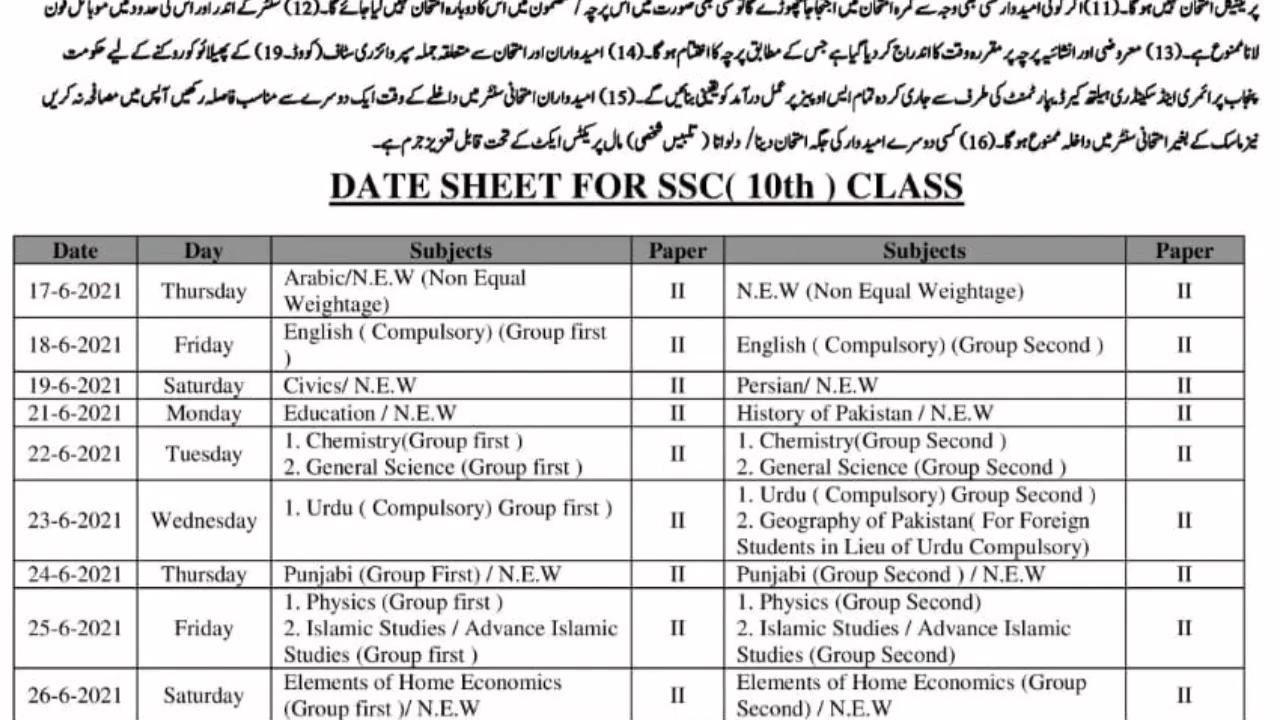 پریکٹیکل امتحان نہیں ہوگا۔(11) اگر کوئی امیدوار کسی بھی وجہ سے کمرہ امتحان میں اپنا پرچہ چھوڑے گا تو کسی بھی صورت میں اس پرچہ / مضمون میں اس کا دوبارہ امتحان نہیں لیا جائے گا۔(12) سنٹر کے اندر اور اس کی حدود میں موبائل فون
لانا ممنوع ہے۔(13) معروضی اور انشائیہ پرچہ پر مقررہ وقت کا اندراج کر دیا گیا ہے جس کے مطابق پرچہ کا اختتام ہوگا۔(14) امیدواران اور امتحان سے متعلقہ جملہ سپروائزری سٹاف (کووڈ-19) کے پھیلائو کو روکنے کے لیے حکومت
پنجاب پرائمری اینڈ سکینڈری ہیلتھ کیر ڈیپارٹمنٹ کی طرف سے جاری کردہ تمام ایس او پیز پر عمل درآمد کو یقینی بنائیں گے۔(15) امیدواران امتحانی سنٹر میں داخلے کے وقت ایک دوسرے سے مناسب فاصلہ رکھیں آپس میں مصافحہ نہ کریں
نیز ماسک کے بغیر امتحانی سنٹر میں داخلہ ممنوع ہوگا۔(16) کسی دوسرے امیدوار کی جگہ امتحان دینا/ دلوانا (تلبیس شخصی) مال پریکٹس ایکٹ کے تحت قابل تعزیر جرم ہے۔
DATE SHEET FOR SSC( 10th ) CLASS
Date Day Subjects Paper Subjects Paper
17-6-2021 Thursday Arabic/N.E.W (Non Equal Weightage) II N.E.W (Non Equal Weightage) II
18-6-2021 Friday English ( Compulsory) (Group first ) II English ( Compulsory) (Group Second ) II
19-6-2021 Saturday Civics/ N.E.W II Persian/ N.E.W II
21-6-2021 Monday Education / N.E.W II History of Pakistan / N.E.W II
22-6-2021 Tuesday 1. Chemistry(Group first ) II 1. Chemistry(Group Second ) II
2. General Science (Group first ) 2. General Science (Group Second )
23-6-2021 Wednesday 1. Urdu ( Compulsory) Group first ) II 1. Urdu ( Compulsory) Group Second ) II
2. Geography of Pakistan( For Foreign
Students in Lieu of Urdu Compulsory)
24-6-2021 Thursday Punjabi (Group First) / N.E.W II Punjabi (Group Second ) / N.E.W II
25-6-2021 Friday 1. Physics (Group first ) II 1. Physics (Group Second) II
2. Islamic Studies / Advance Islamic 2. Islamic Studies / Advance Islamic
Studies (Group first ) Studies (Group Second)
26-6-2021 Saturday Elements of Home Economics II Elements of Home Economics (Group II
(Group first )/ N.E.W Second) / N.E.W